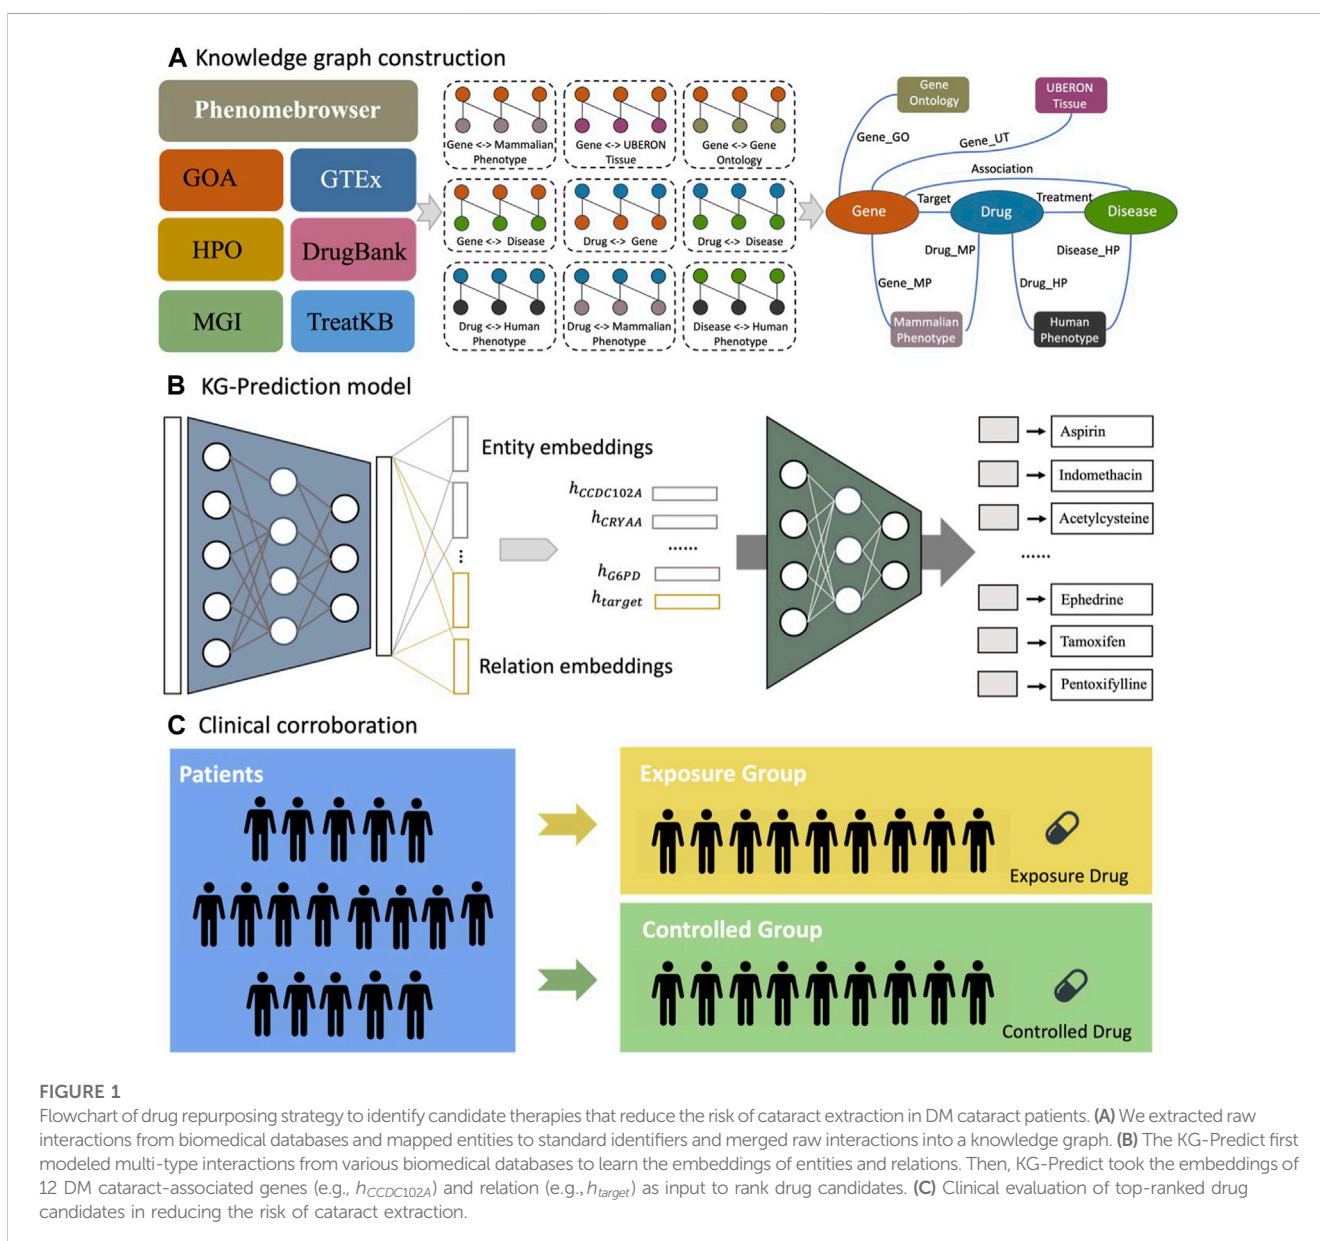 A Knowledge graph construction
Phenomebrowser
GOA
GTEx
HPO
DrugBank
MGI
TreatKB
Gene <-> Mammalian
Phenotype
Gene <-> UBERON
Tissue
Gene <-> Gene
Ontology
Gene <-> Disease
Drug <-> Gene
Drug <-> Disease
Drug <-> Human
Phenotype
Drug <-> Mammalian
Phenotype
Disease <-> Human
Phenotype
Gene
Ontology
UBERON
Tissue
Gene_GO
Gene_UT
Association
Gene
Target
Drug
Treatment
Disease
Drug_MP
Disease_HP
Gene_MP
Drug_HP
Mammalian
Phenotype
Human
Phenotype
B KG-Prediction model
Entity embeddings
⋮
Relation embeddings
hCCDC102A
hCRYAA
......
hG6PD
htarget
Aspirin
Indomethacin
Acetylcysteine
......
Ephedrine
Tamoxifen
Pentoxifylline
C Clinical corroboration
Patients
Exposure Group
Exposure Drug
Controlled Group
Controlled Drug
FIGURE 1
Flowchart of drug repurposing strategy to identify candidate therapies that reduce the risk of cataract extraction in DM cataract patients. (A) We extracted raw
interactions from biomedical databases and mapped entities to standard identifiers and merged raw interactions into a knowledge graph. (B) The KG-Predict first
modeled multi-type interactions from various biomedical databases to learn the embeddings of entities and relations. Then, KG-Predict took the embeddings of
12 DM cataract-associated genes (e.g., hCCDC102A) and relation (e.g., htarget) as input to rank drug candidates. (C) Clinical evaluation of top-ranked drug
candidates in reducing the risk of cataract extraction.